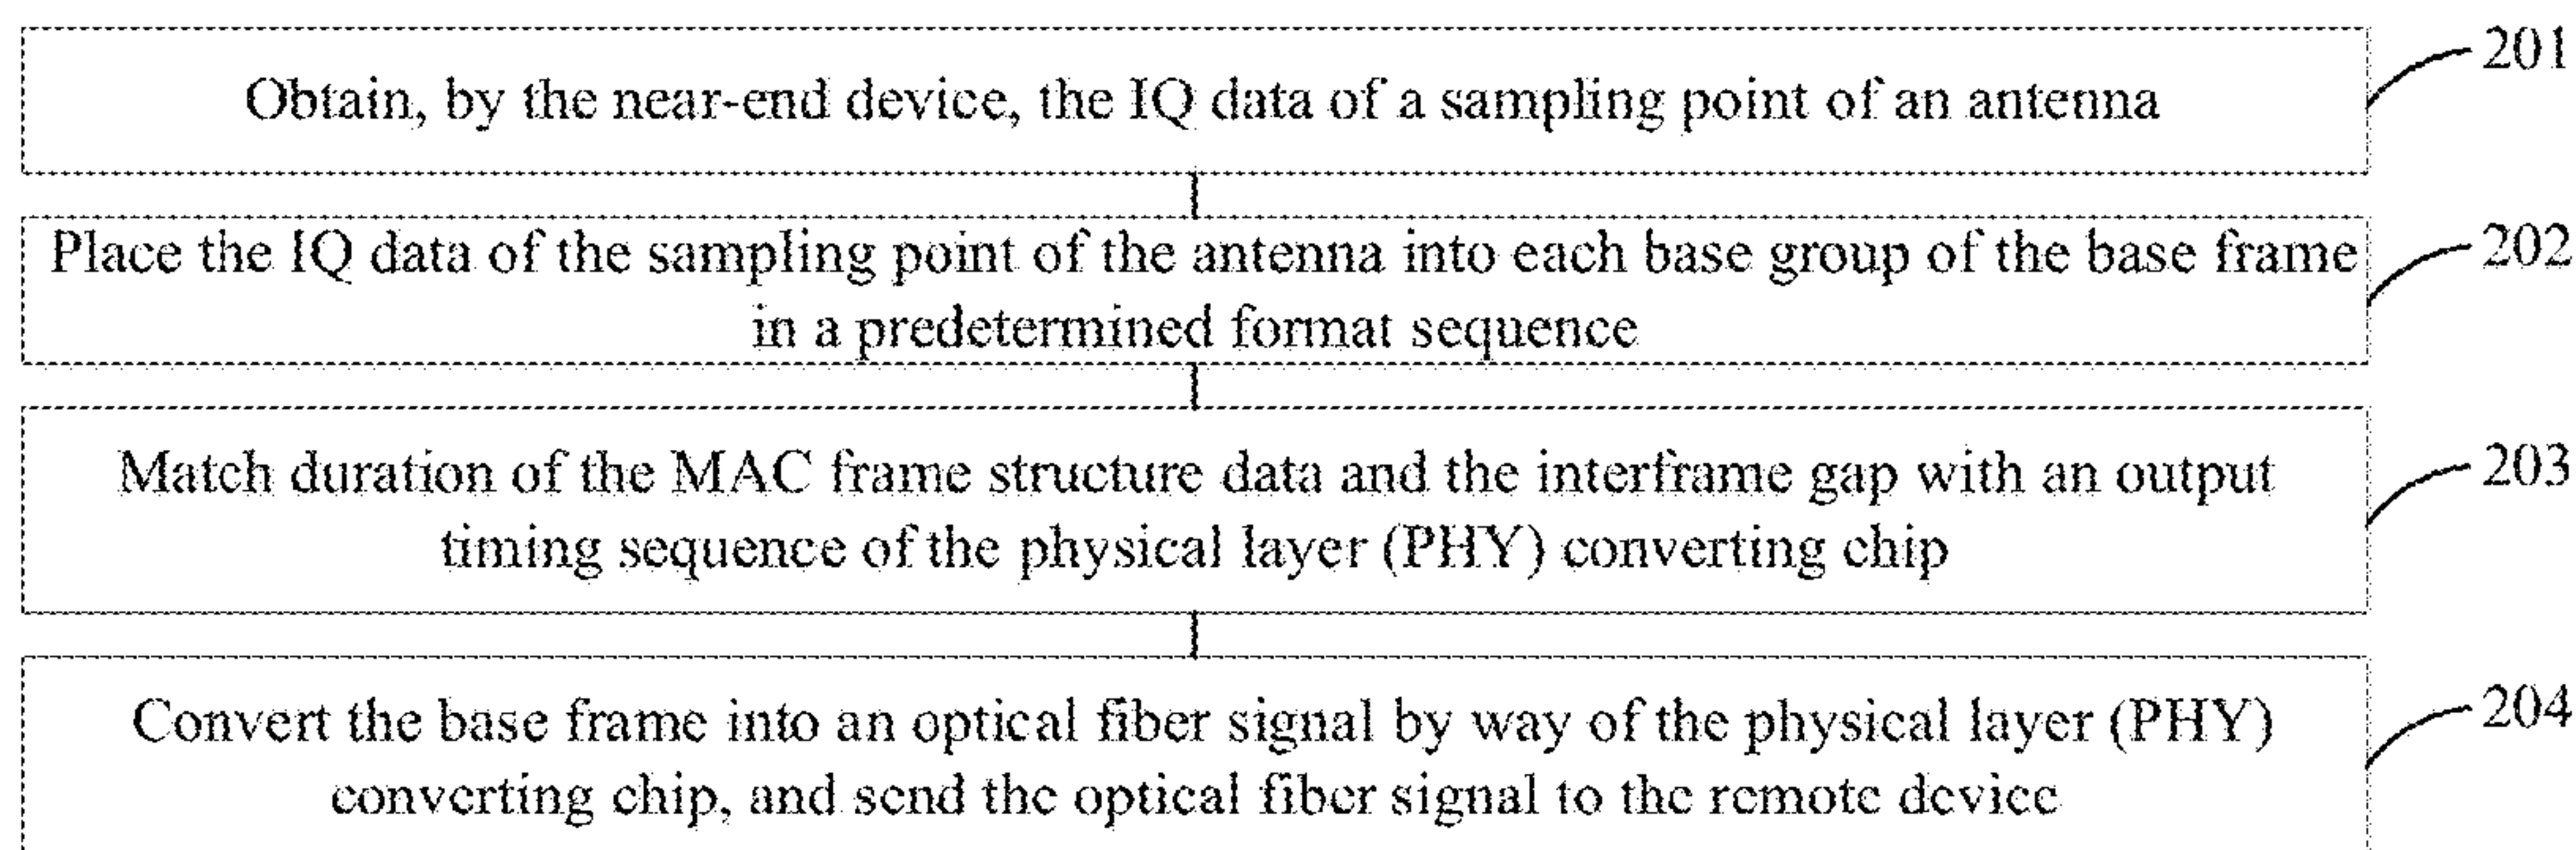 201
Obtain, by the near-end device, the IQ data of a sampling point of an antenna
202
Place the IQ data of the sampling point of the antenna into each base group of the base frame
in a predetermined format sequence
203
Match duration of the MAC frame structure data and the interframe gap with an output
timing sequence of the physical layer (PHY) converting chip
204
Convert the base frame into an optical fiber signal by way of the physical layer (PHY)
converting chip, and send the optical fiber signal to the remote device